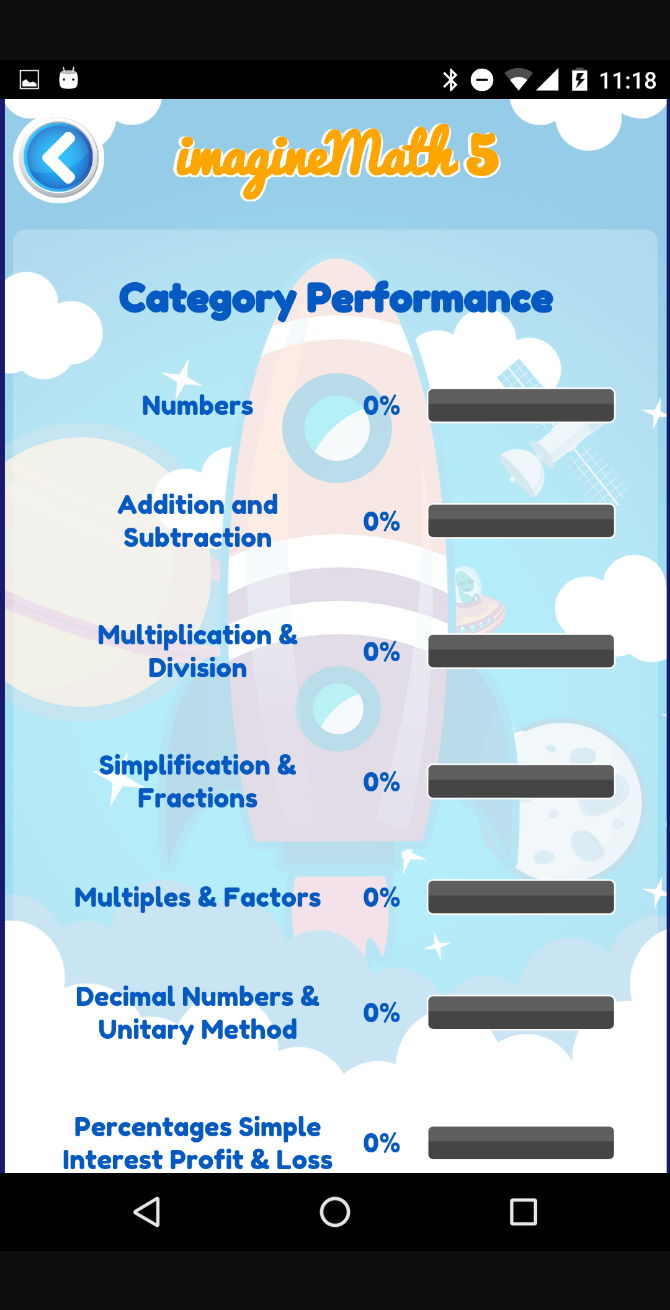 11:18
imagineMath 5
Category Performance
Numbers 0%
Addition and
Subtraction 0%
Multiplication &
Division 0%
Simplification &
Fractions 0%
Multiples & Factors 0%
Decimal Numbers &
Unitary Method 0%
Percentages Simple
Interest Profit & Loss 0%